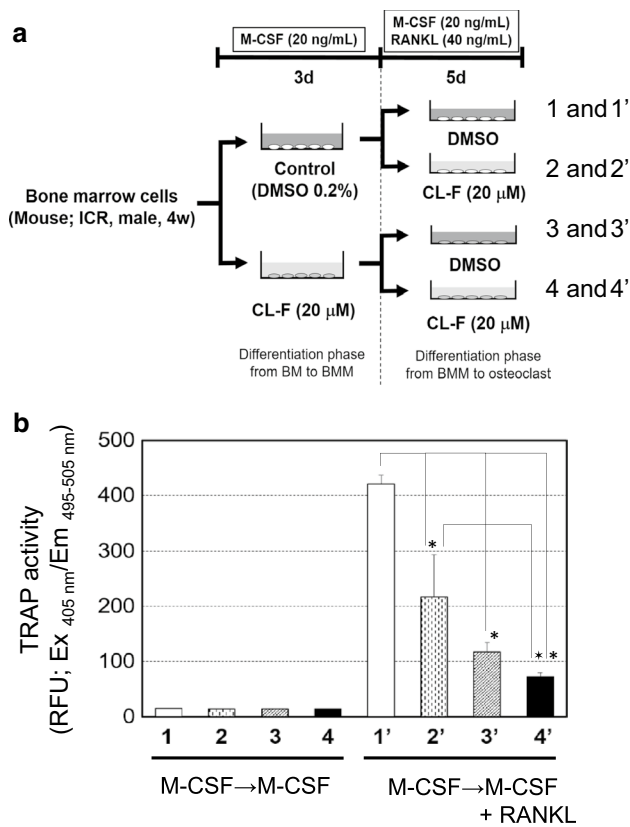 a
M-CSF (20 ng/mL)
M-CSF (20 ng/mL)
RANKL (40 ng/mL)
3d
5d
Bone marrow cells
(Mouse; ICR, male, 4w)
Control
(DMSO 0.2%)
CL-F (20 μM)
DMSO
1 and 1’
CL-F (20 μM)
2 and 2’
DMSO
3 and 3’
CL-F (20 μM)
4 and 4’
Differentiation phase
from BM to BMM
Differentiation phase
from BMM to osteoclast
b
TRAP activity
(RFU; Ex 405 nm/Em 495-505 nm)
500
400
300
200
100
0
*
*
* *
1 2 3 4 1’ 2’ 3’ 4’
M-CSF→M-CSF
M-CSF→M-CSF
+ RANKL